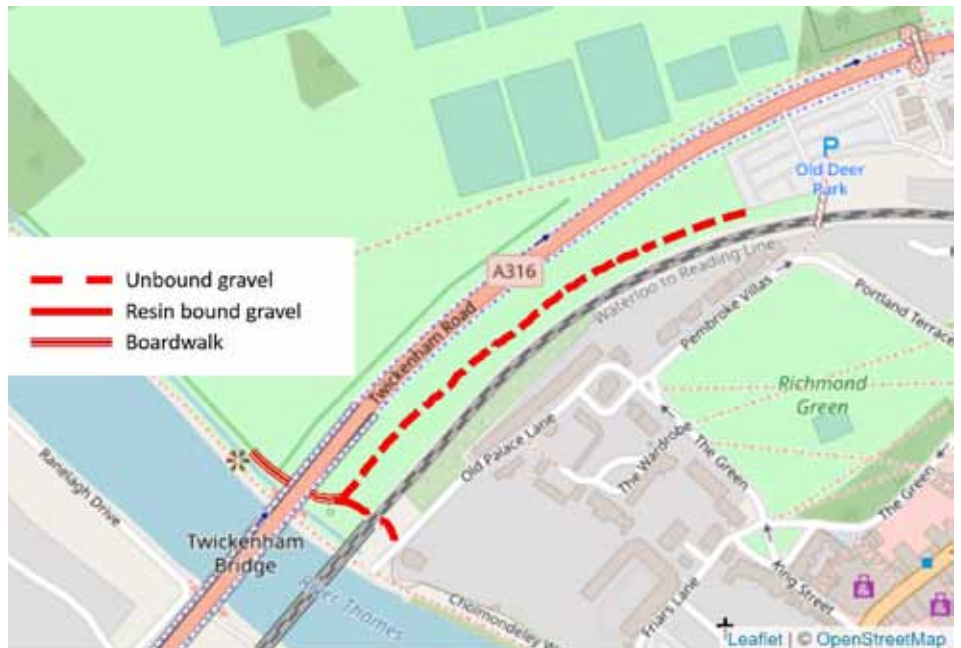 P
Old Deer
Park
Unbound gravel
Resin bound gravel
Boardwalk
A316
Waterloo to Reading Line
Twickenham Road
Pembroke Villas
Portland Terrace
Richmond
Green
Old Palace Lane
The Wardrobe
The Green
The Green
Ranelagh Drive
Twickenham
Bridge
River Thames
Cholmondeley W
Friars Lane
King Street
Leaflet | © OpenStreetMap